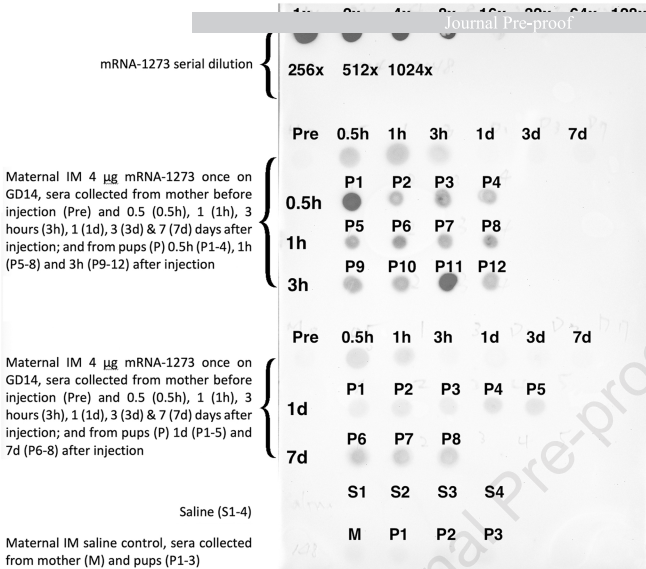 Journal Pre-proof
mRNA-1273 serial dilution
256x 512x 1024x
Pre 0.5h 1h 3h 1d 3d 7d
Maternal IM 4 µg mRNA-1273 once on
GD14, sera collected from mother before
injection (Pre) and 0.5 (0.5h), 1 (1h), 3
hours (3h), 1 (1d), 3 (3d) & 7 (7d) days after
injection; and from pups (P) 0.5h (P1-4), 1h
(P5-8) and 3h (P9-12) after injection
P1 P2 P3 P4
0.5h
P5 P6 P7 P8
1h
P9 P10 P11 P12
3h
Pre 0.5h 1h 3h 1d 3d 7d
Maternal IM 4 µg mRNA-1273 once on
GD14, sera collected from mother before
injection (Pre) and 0.5 (0.5h), 1 (1h), 3
hours (3h), 1 (1d), 3 (3d) & 7 (7d) days after
injection; and from pups (P) 1d (P1-5) and
7d (P6-8) after injection
P1 P2 P3 P4 P5
1d
P6 P7 P8
7d
S1 S2 S3 S4
Saline (S1-4)
M P1 P2 P3
Maternal IM saline control, sera collected
from mother (M) and pups (P1-3)